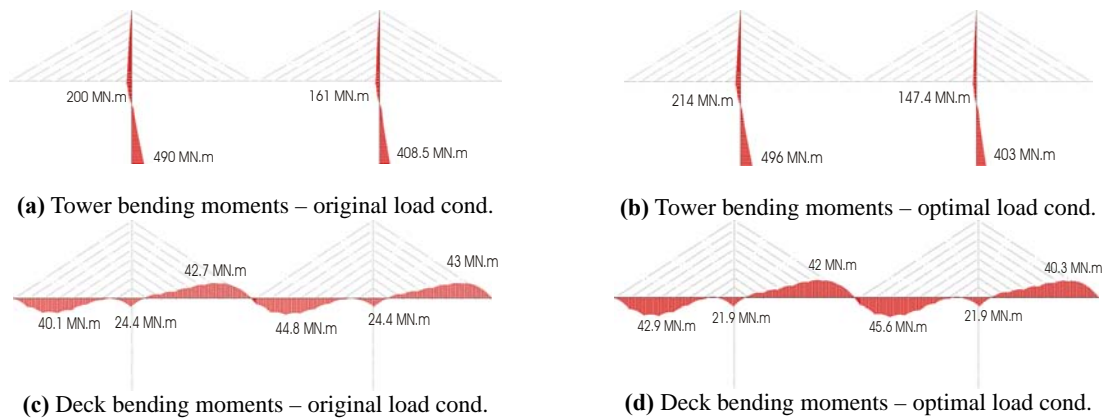 200 MN.m
161 MN.m
490 MN.m
408.5 MN.m
(a) Tower bending moments – original load cond.
214 MN.m
147.4 MN.m
496 MN.m
403 MN.m
(b) Tower bending moments – optimal load cond.
42.7 MN.m
43 MN.m
40.1 MN.m
24.4 MN.m
44.8 MN.m
24.4 MN.m
(c) Deck bending moments – original load cond.
42 MN.m
40.3 MN.m
42.9 MN.m
21.9 MN.m
45.6 MN.m
21.9 MN.m
(d) Deck bending moments – optimal load cond.